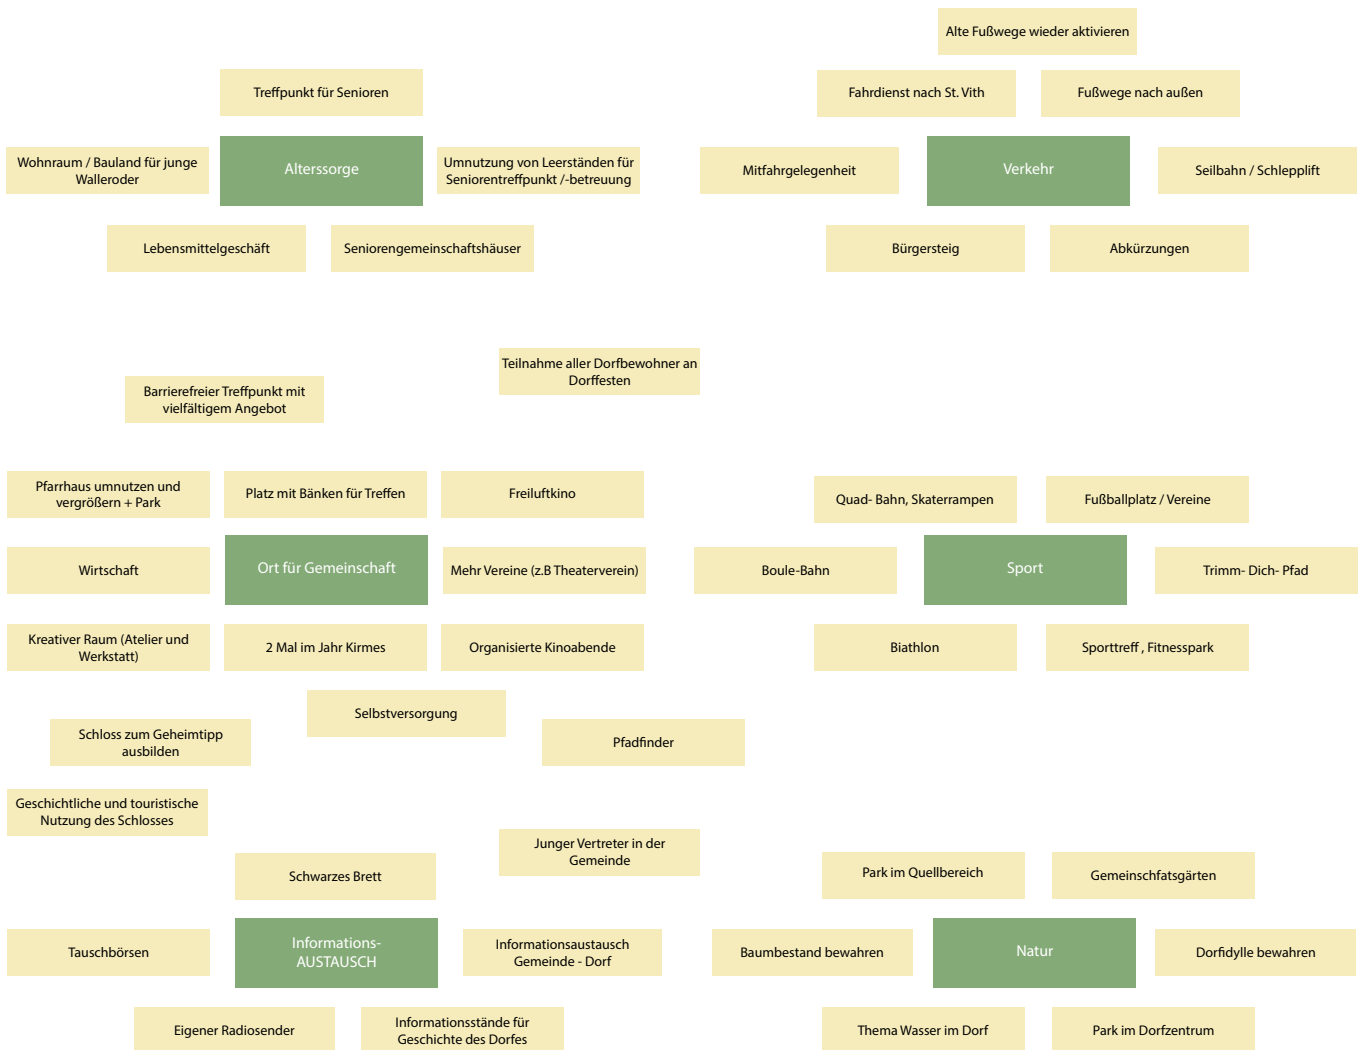 Alte Fußwege wieder aktivieren
Treffpunkt für Senioren
Fahrdienst nach St. Vith
Fußwege nach außen
Wohnraum / Bauland für junge
Walleroder
Alterssorge
Umnutzung von Leerständen für
Seniorentreffpunkt /-betreuung
Mitfahrgelegenheit
Verkehr
Seilbahn / Schlepplift
Lebensmittelgeschäft
Seniorengemeinschaftshäuser
Bürgersteig
Abkürzungen
Teilnahme aller Dorfbewohner an
Dorffesten
Barrierefreier Treffpunkt mit
vielfältigem Angebot
Pfarrhaus umnutzen und
vergrößern + Park
Platz mit Bänken für Treffen
Freiluftkino
Quad- Bahn, Skaterrampen
Fußballplatz / Vereine
Wirtschaft
Ort für Gemeinschaft
Mehr Vereine (z.B Theaterverein)
Boule-Bahn
Sport
Trimm- Dich- Pfad
Kreativer Raum (Atelier und
Werkstatt)
2 Mal im Jahr Kirmes
Organisierte Kinoabende
Biathlon
Sporttreff , Fitnesspark
Selbstversorgung
Schloss zum Geheimtipp
ausbilden
Pfadfinder
Geschichtliche und touristische
Nutzung des Schlosses
Junger Vertreter in der
Gemeinde
Schwarzes Brett
Park im Quellbereich
Gemeinschfatsgärten
Tauschbörsen
Informations-
AUSTAUSCH
Informationsaustausch
Gemeinde - Dorf
Baumbestand bewahren
Natur
Dorfidylle bewahren
Eigener Radiosender
Informationsstände für
Geschichte des Dorfes
Thema Wasser im Dorf
Park im Dorfzentrum